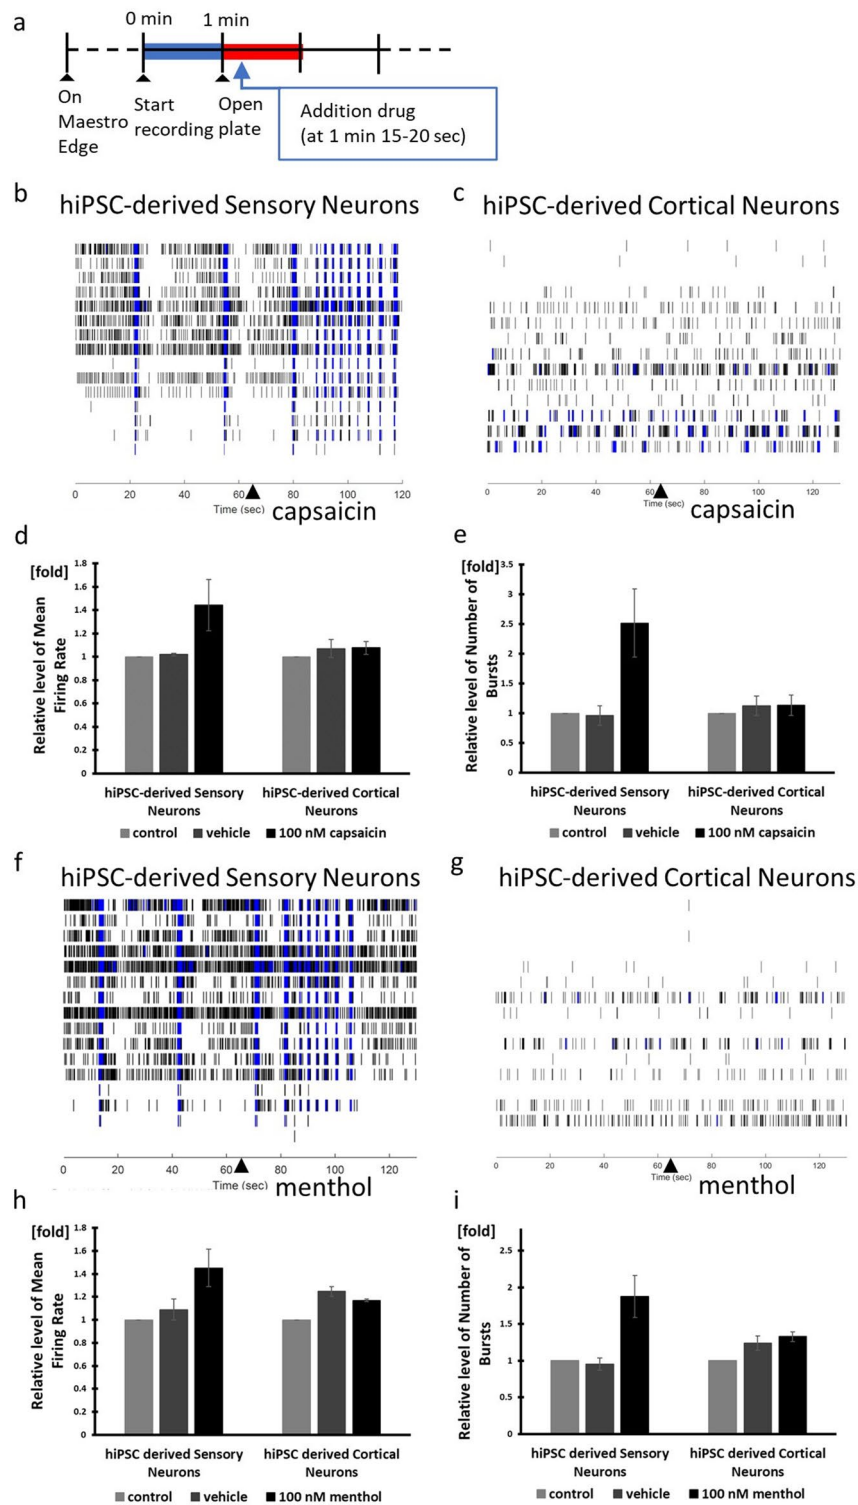 a
0 min 1 min
On
Maestro
Edge
Start
recording
Open
plate
Addition drug
(at 1 min 15-20 sec)
b
hiPSC-derived Sensory Neurons
0 20 40 60 80 100 120
Time (sec)
capsaicin
c
hiPSC-derived Cortical Neurons
0 20 40 60 80 100 120
Time (sec)
capsaicin
d
[fold]
Relative level of Mean
Firing Rate
1.8
1.6
1.4
1.2
1
0.8
0.6
0.4
0.2
0
hiPSC-derived Sensory
Neurons
hiPSC-derived Cortical
Neurons
control vehicle 100 nM capsaicin
e
[fold]
Relative level of Number of
Bursts
3.5
3
2.5
2
1.5
1
0.5
0
hiPSC-derived Sensory
Neurons
hiPSC-derived Cortical
Neurons
control vehicle 100 nM capsaicin
f
hiPSC-derived Sensory Neurons
0 20 40 60 80 100 120
Time (sec)
menthol
g
hiPSC-derived Cortical Neurons
0 20 40 60 80 100 120
Time (sec)
menthol
h
[fold]
Relative level of Mean
Firing Rate
1.8
1.6
1.4
1.2
1
0.8
0.6
0.4
0.2
0
hiPSC derived Sensory
Neurons
hiPSC derived Cortical
Neurons
control vehicle 100 nM menthol
i
[fold]
Relative level of Number of
Bursts
2.5
2
1.5
1
0.5
0
hiPSC derived Sensory
Neurons
hiPSC derived Cortical
Neurons
control vehicle 100 nM menthol